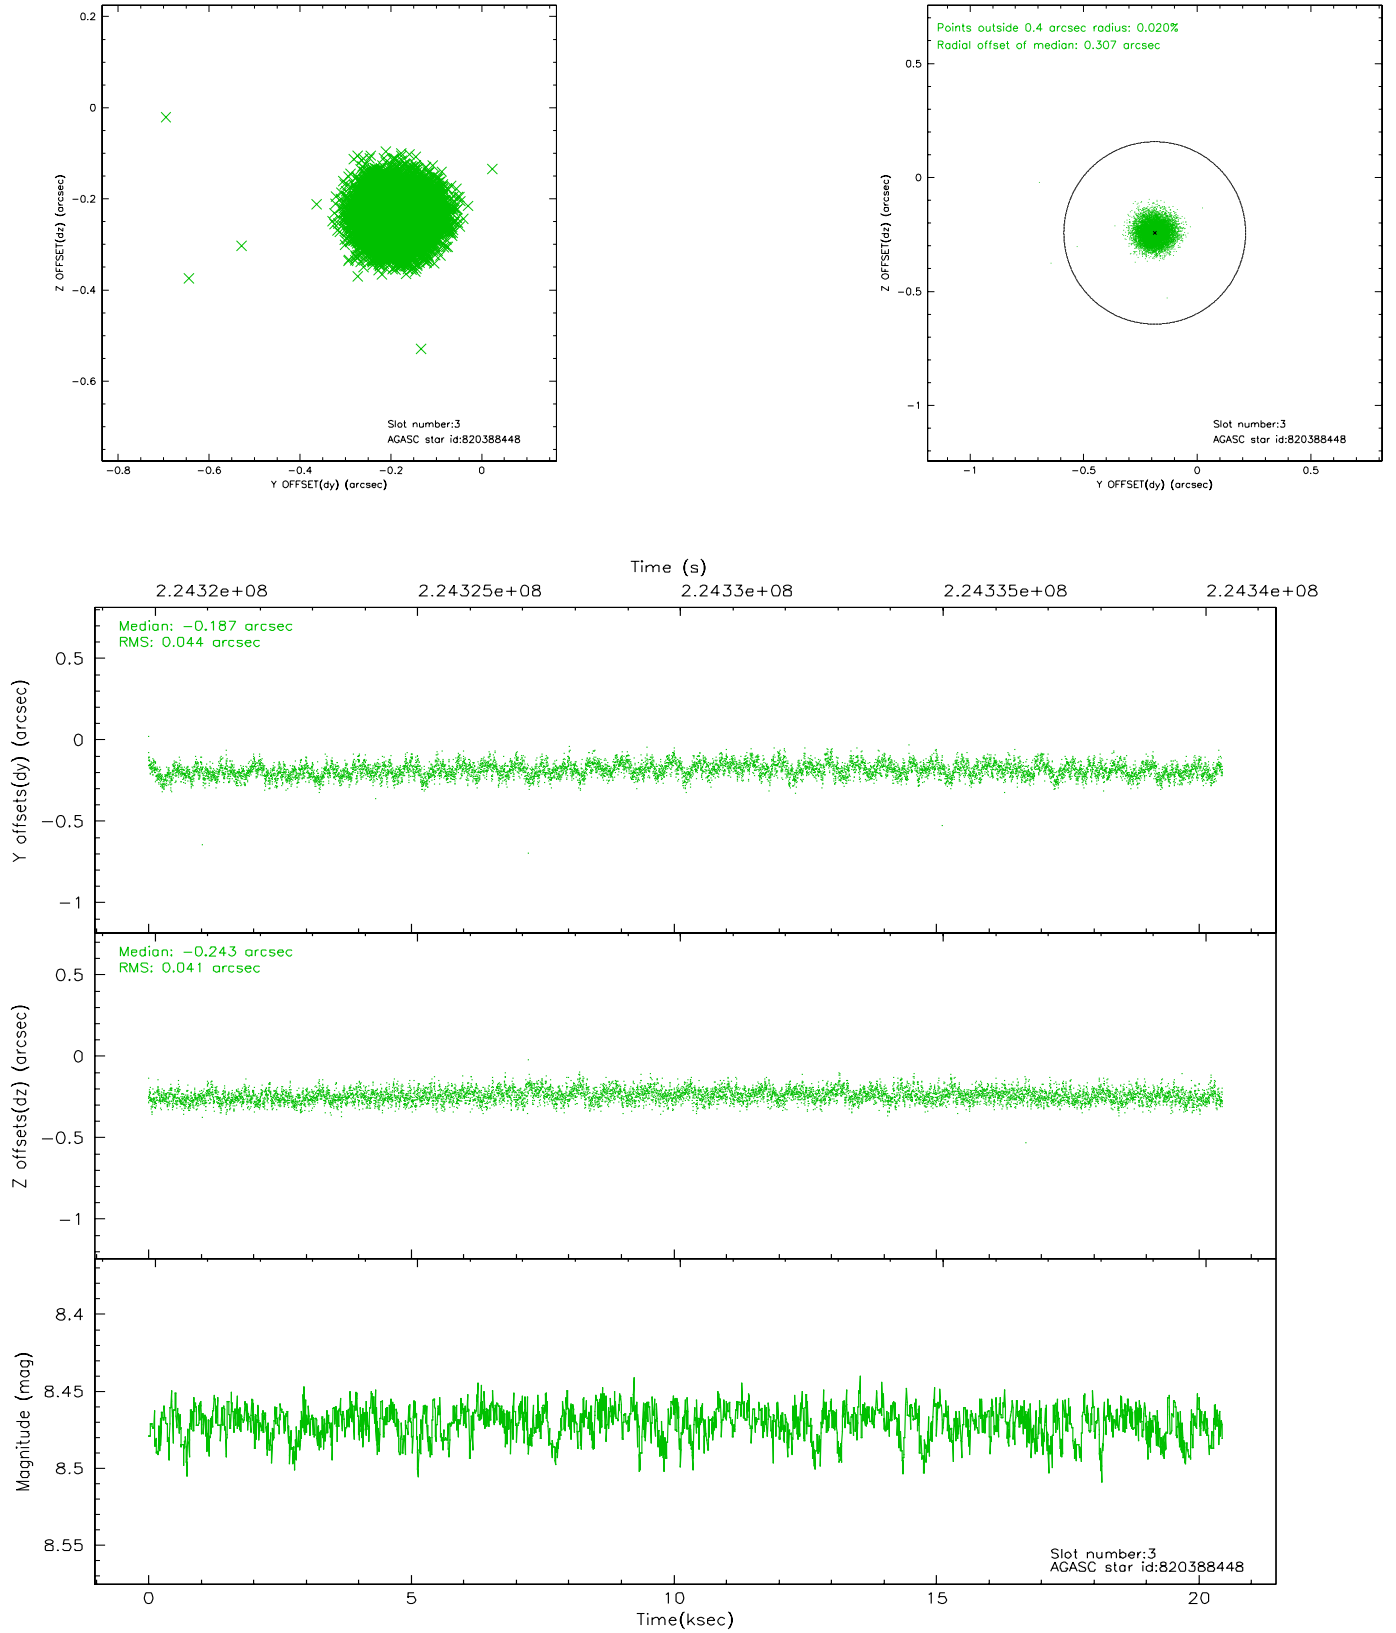 0.2
0
-0.2
-0.4
-0.6
Z OFFSET(dz) (arcsec)
-0.8
-0.6
-0.4
-0.2
0
Y OFFSET(dy) (arcsec)
Slot number:3
AGASC star id:820388448
Points outside 0.4 arcsec radius: 0.020%
Radial offset of median: 0.307 arcsec
0.5
0
-0.5
-1
Z OFFSET(dz) (arcsec)
-1
-0.5
0
0.5
Y OFFSET(dy) (arcsec)
Slot number:3
AGASC star id:820388448
Time (s)
2.2432e+08
2.24325e+08
2.2433e+08
2.24335e+08
2.2434e+08
Median: -0.187 arcsec
RMS: 0.044 arcsec
0.5
0
-0.5
-1
Y offsets(dy) (arcsec)
Median: -0.243 arcsec
RMS: 0.041 arcsec
0.5
0
-0.5
-1
Z offsets(dz) (arcsec)
8.4
8.45
8.5
8.55
Magnitude (mag)
Slot number:3
AGASC star id:820388448
0
5
10
15
20
Time(ksec)